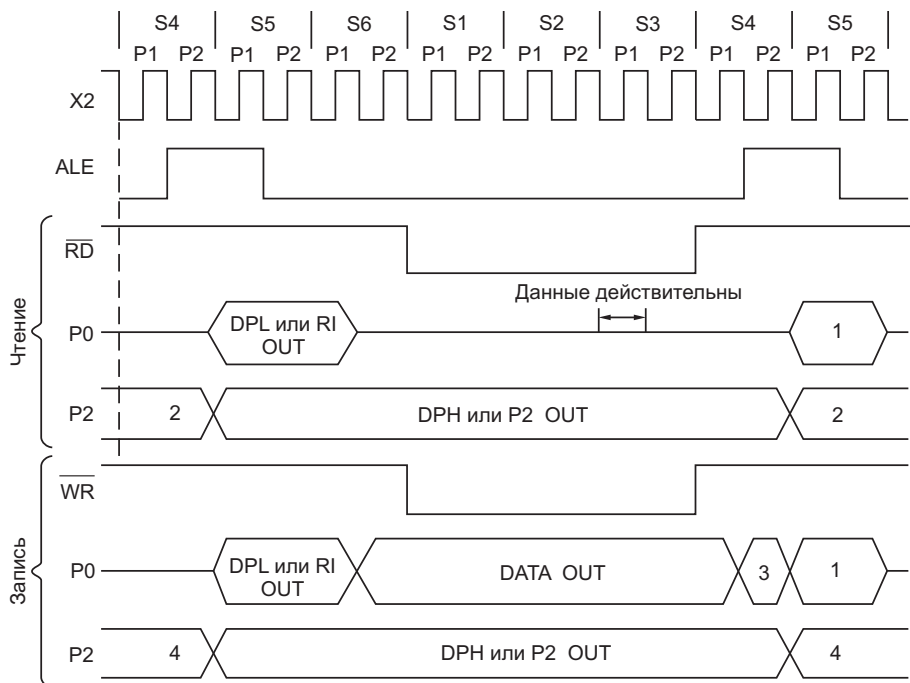 S4 S5 S6 S1 S2 S3 S4 S5
P1 P2 P1 P2 P1 P2 P1 P2 P1 P2 P1 P2 P1 P2 P1 P2
X2
ALE
Чтение
RD
Данные действительны
P0
DPL или RI
OUT
1
P2
2
DPH или P2 OUT
2
Запись
WR
P0
DPL или RI
OUT
DATA OUT
3
1
P2
4
DPH или P2 OUT
4